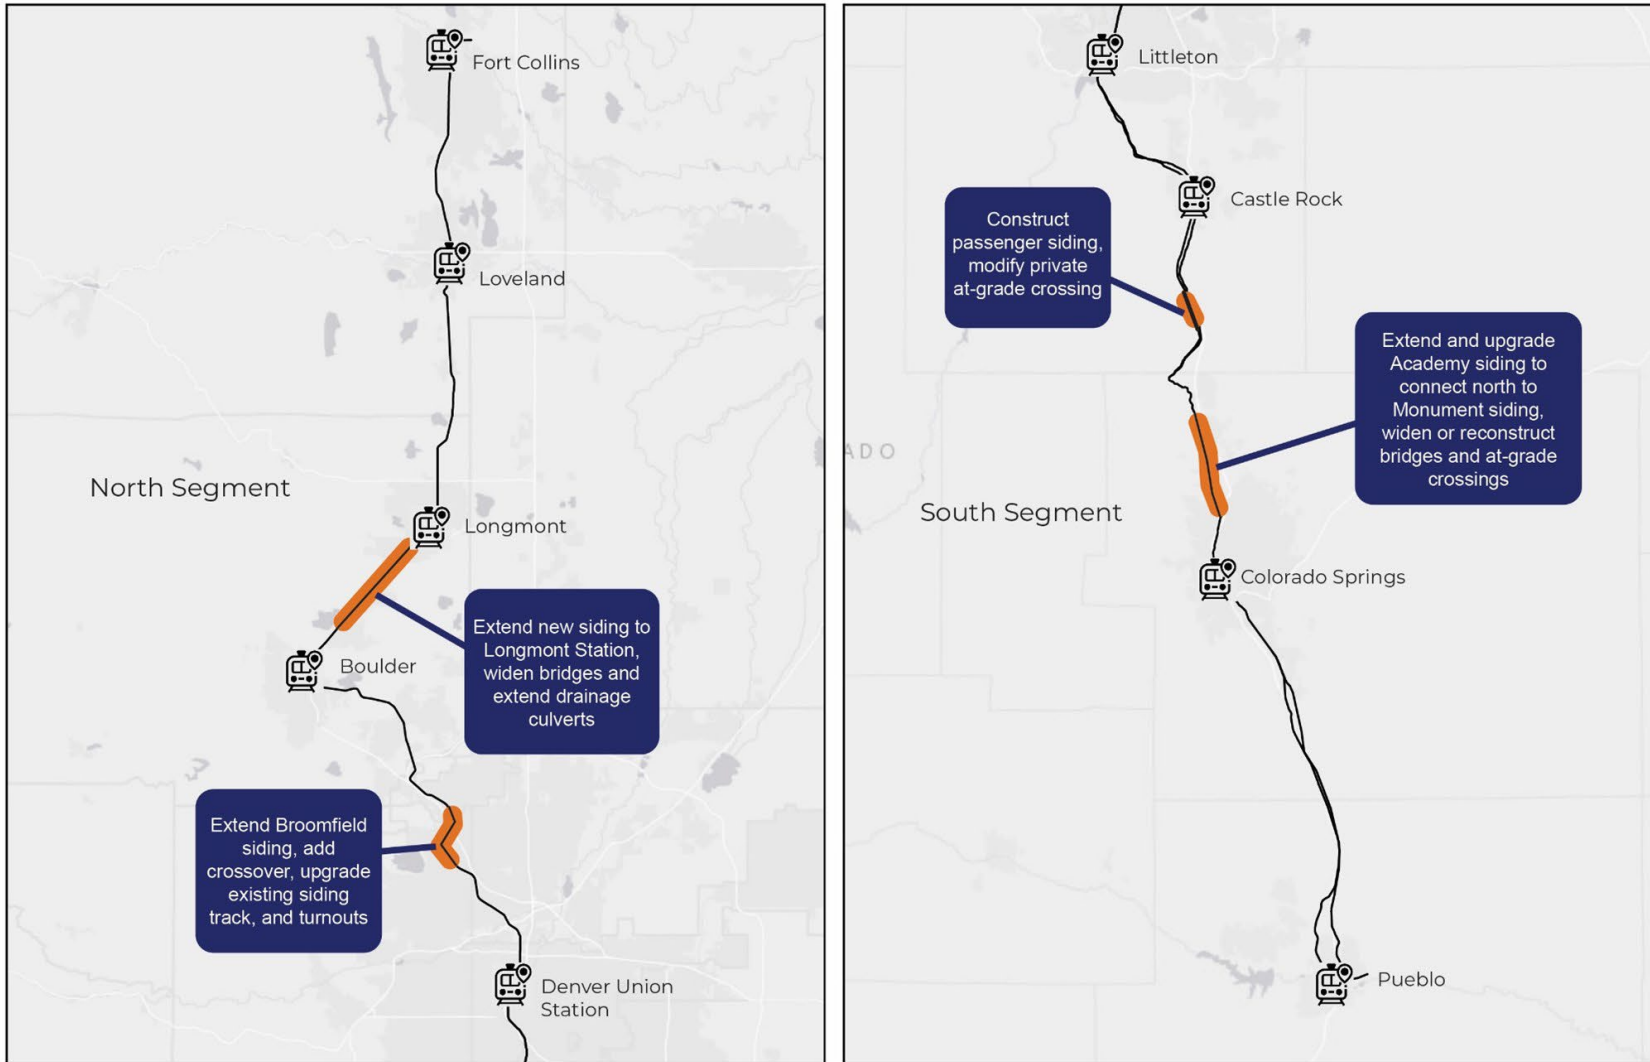 Fort Collins
Loveland
North Segment
Longmont
Extend new siding to
Longmont Station,
widen bridges and
extend drainage
culverts
Boulder
Extend Broomfield
siding, add
crossover, upgrade
existing siding
track, and turnouts
Denver Union
Station
Littleton
Castle Rock
Construct
passenger siding,
modify private
at-grade crossing
Extend and upgrade
Academy siding to
connect north to
Monument siding,
widen or reconstruct
bridges and at-grade
crossings
ADO
South Segment
Colorado Springs
Pueblo